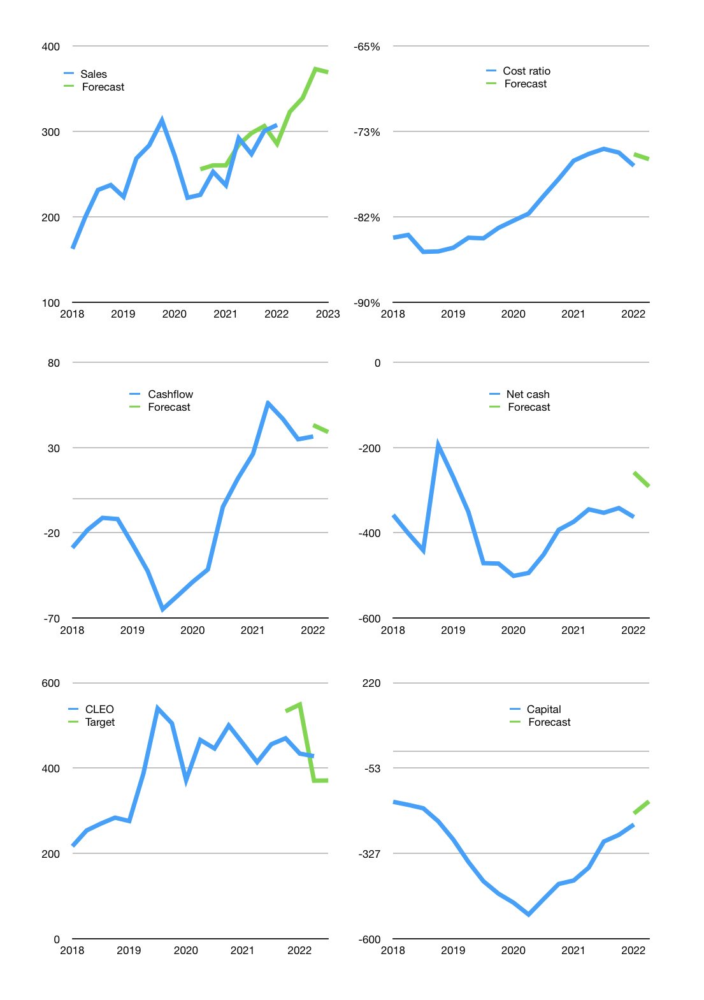 400
Sales
Forecast
300
200
100
2018 2019 2020 2021 2022 2023
-65%
Cost ratio
Forecast
-73%
-82%
-90%
2018 2019 2020 2021 2022
80
Cashflow
Forecast
30
-20
-70
2018 2019 2020 2021 2022
0
Net cash
Forecast
-200
-400
-600
2018 2019 2020 2021 2022
600
CLEO
Target
400
200
0
2018 2019 2020 2021 2022
220
Capital
Forecast
-53
-327
-600
2018 2019 2020 2021 2022